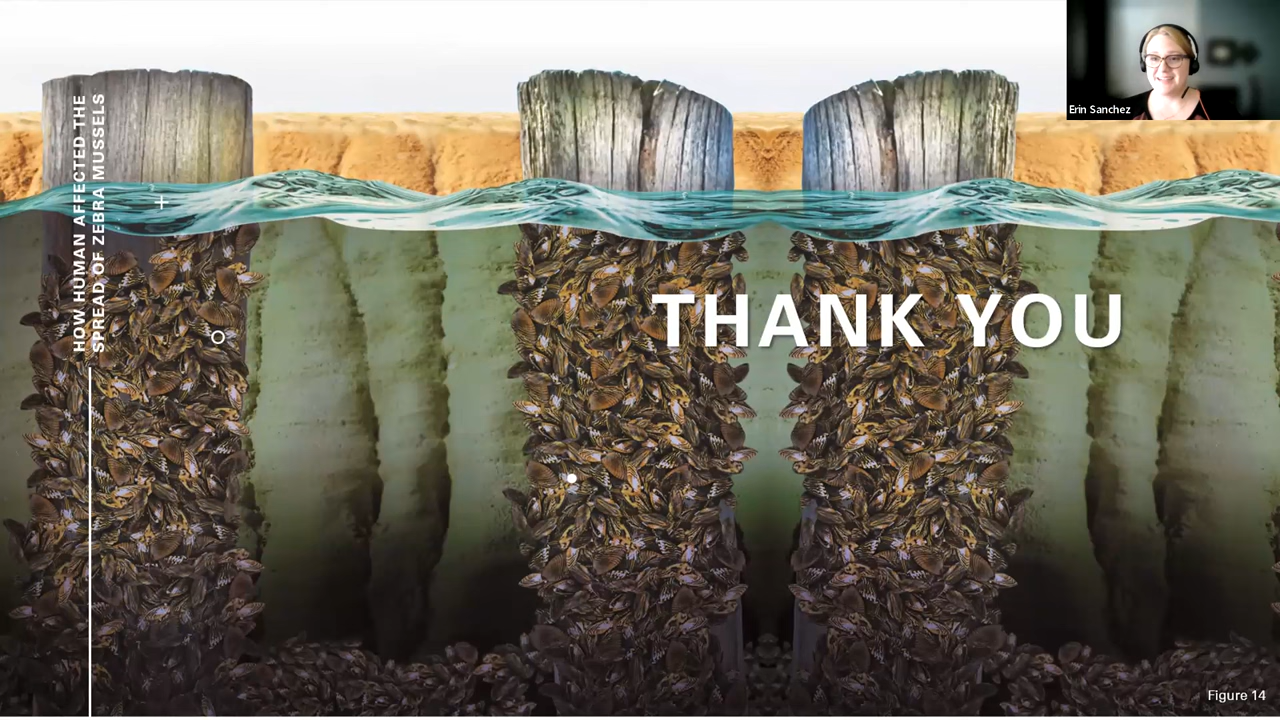 HOW HUMAN AFFECTED THE
SPREAD OF ZEBRA MUSSELS
THANK YOU
Erin Sanchez
Figure 14